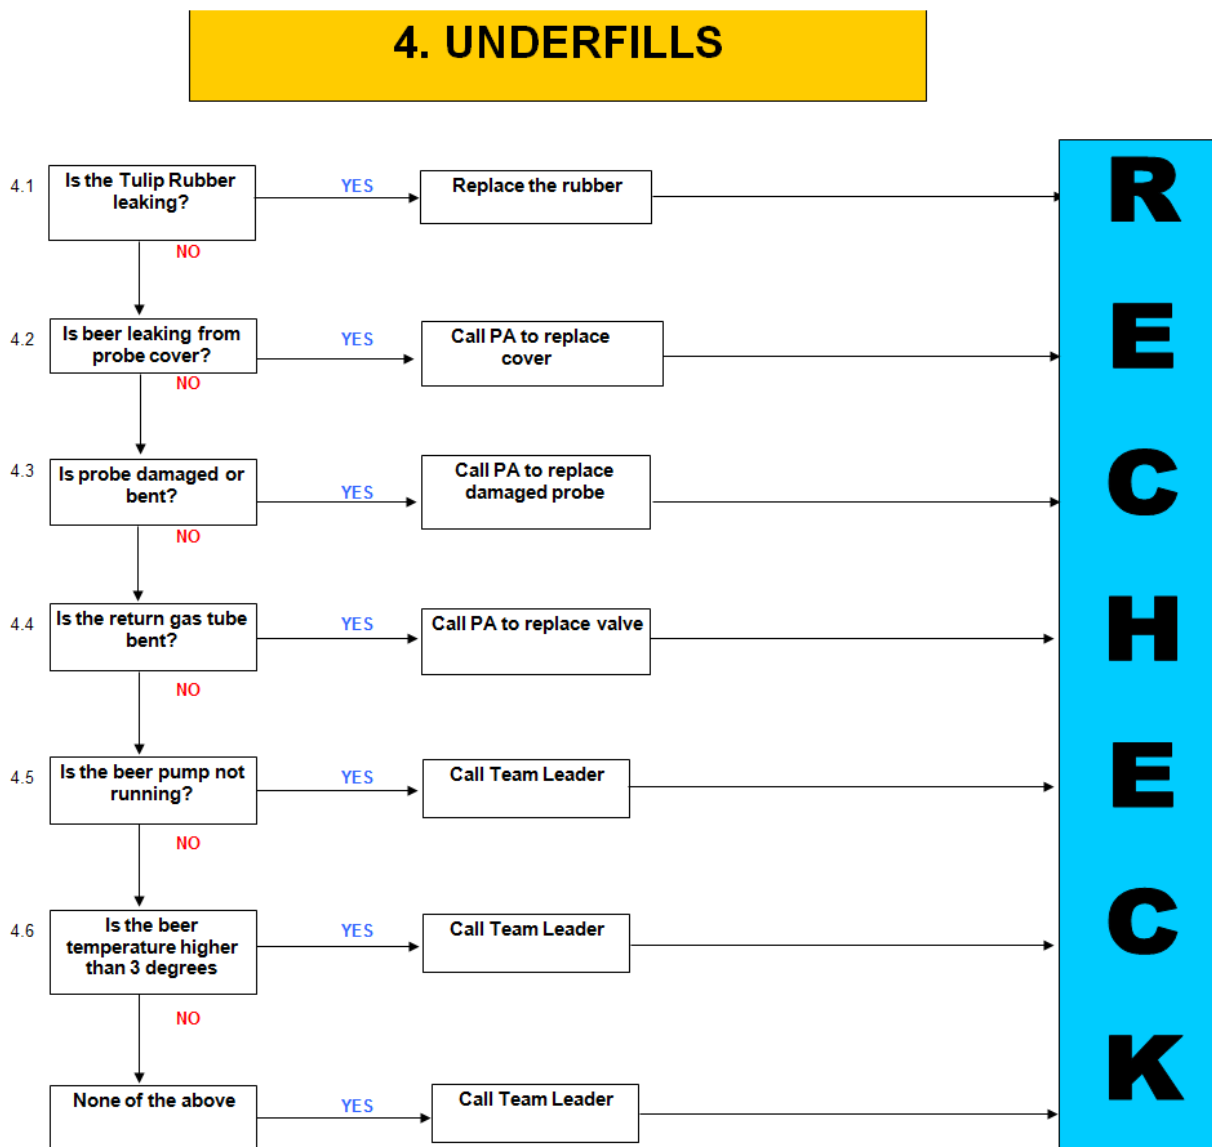 4. UNDERFILLS
4.1
Is the Tulip Rubber
leaking?
YES
Replace the rubber
NO
4.2
Is beer leaking from
probe cover?
YES
Call PA to replace
cover
NO
4.3
Is probe damaged or
bent?
YES
Call PA to replace
damaged probe
NO
4.4
Is the return gas tube
bent?
YES
Call PA to replace valve
NO
4.5
Is the beer pump not
running?
YES
Call Team Leader
NO
4.6
Is the beer
temperature higher
than 3 degrees
YES
Call Team Leader
NO
None of the above
YES
Call Team Leader
R
E
C
H
E
C
K